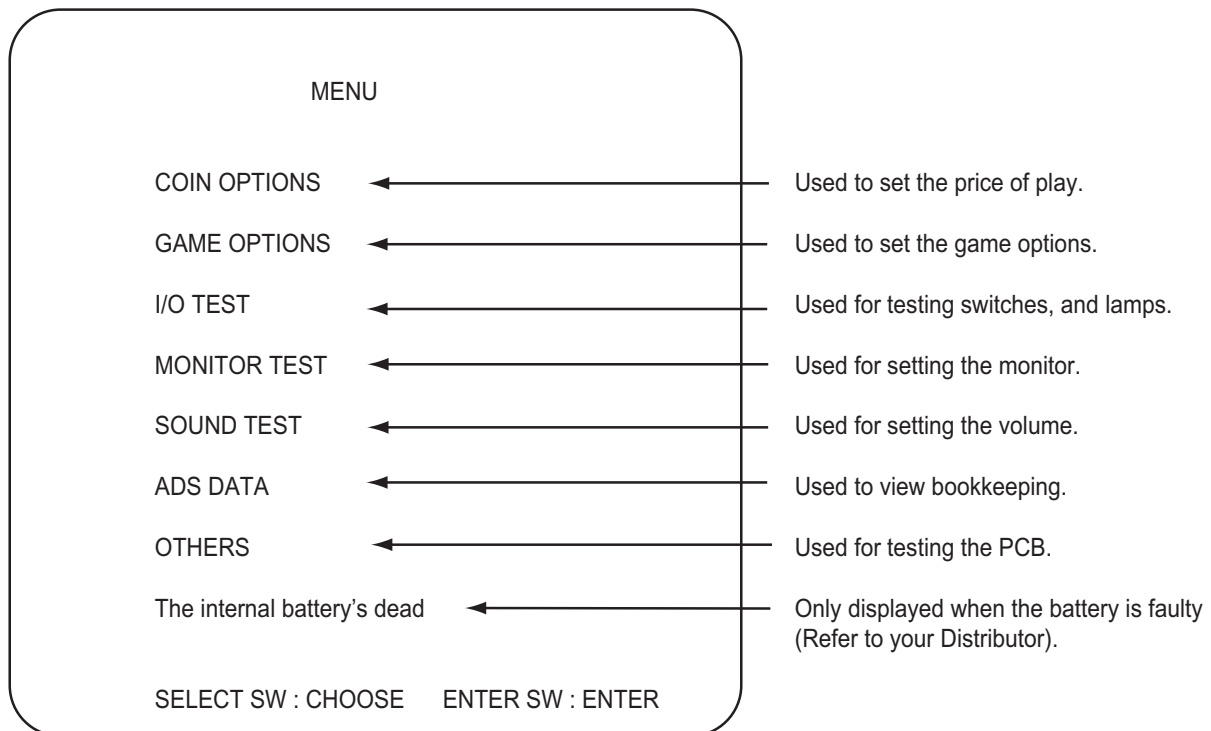 MENU
COIN OPTIONS Used to set the price of play.
GAME OPTIONS Used to set the game options.
I/O TEST Used for testing switches, and lamps.
MONITOR TEST Used for setting the monitor.
SOUND TEST Used for setting the volume.
ADS DATA Used to view bookkeeping.
OTHERS Used for testing the PCB.
The internal battery’s dead Only displayed when the battery is faulty
(Refer to your Distributor).
SELECT SW : CHOOSE ENTER SW : ENTER